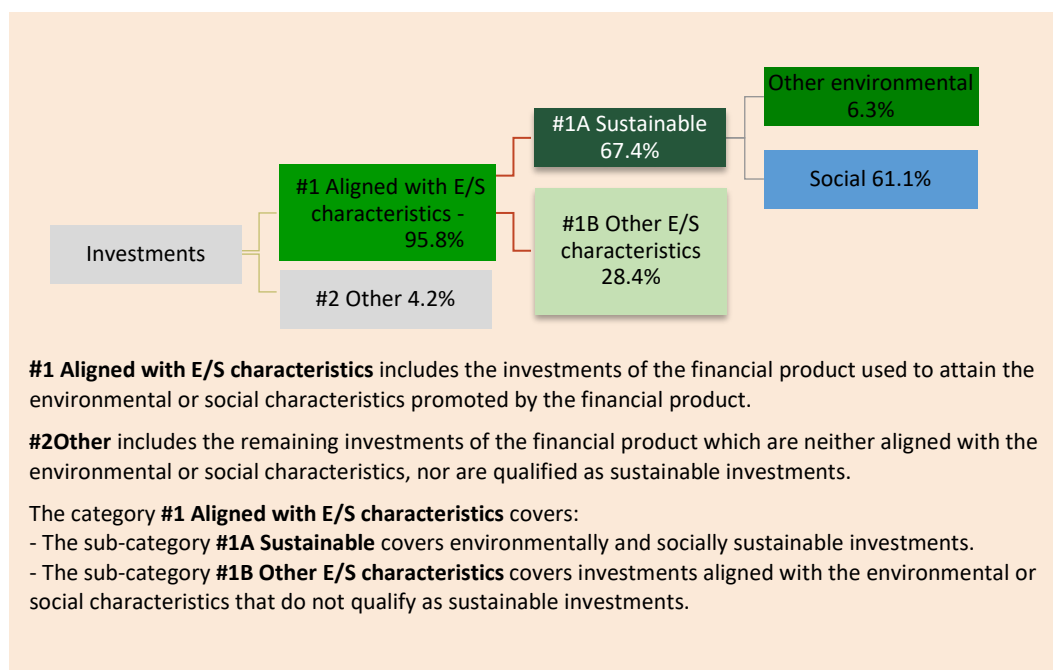 Other environmental
6.3%
#1A Sustainable
67.4%
Social 61.1%
#1 Aligned with E/S
characteristics -
95.8%
#1B Other E/S
characteristics
28.4%
Investments
#2 Other 4.2%
#1 Aligned with E/S characteristics includes the investments of the financial product used to attain the
environmental or social characteristics promoted by the financial product.
#2Other includes the remaining investments of the financial product which are neither aligned with the
environmental or social characteristics, nor are qualified as sustainable investments.
The category #1 Aligned with E/S characteristics covers:
- The sub-category #1A Sustainable covers environmentally and socially sustainable investments.
- The sub-category #1B Other E/S characteristics covers investments aligned with the environmental or
social characteristics that do not qualify as sustainable investments.